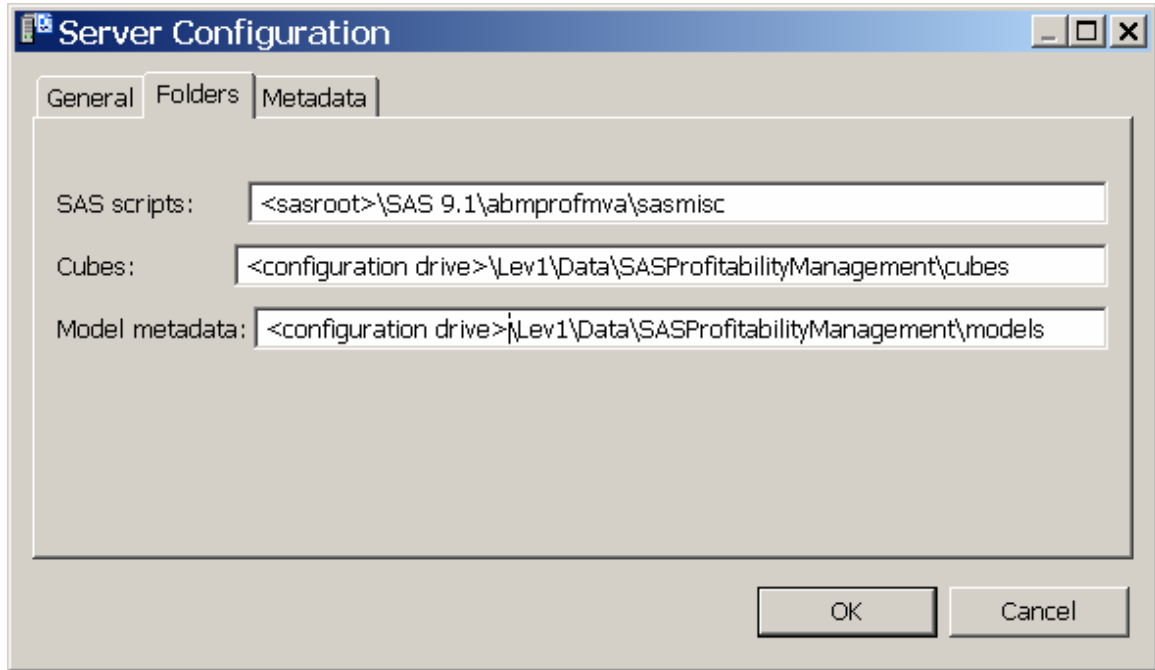 Server Configuration
General Folders Metadata
SAS scripts: <sasroot>\SAS 9.1\abmprofmva\sasmisc
Cubes: <configuration drive>\Lev1\Data\SASProfitabilityManagement\cubes
Model metadata: <configuration drive>\Lev1\Data\SASProfitabilityManagement\models
OK Cancel